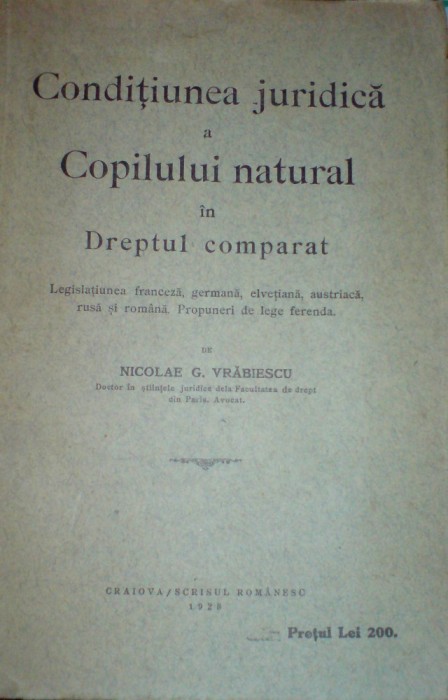 Condițiunea juridică
a
Copilului natural
în
Dreptul comparat
Legislațiunea franceză, germană, elvețiană, austriacă,
rusă și română. Propuneri de lege ferenda.
DE
NICOLAE G. VRĂBIESCU
Doctor în științele juridice dela Facultatea de drept
din Paris. Avocat.
CRAIOVA/SCRISUL ROMÂNESC
Prețul Lei 200.